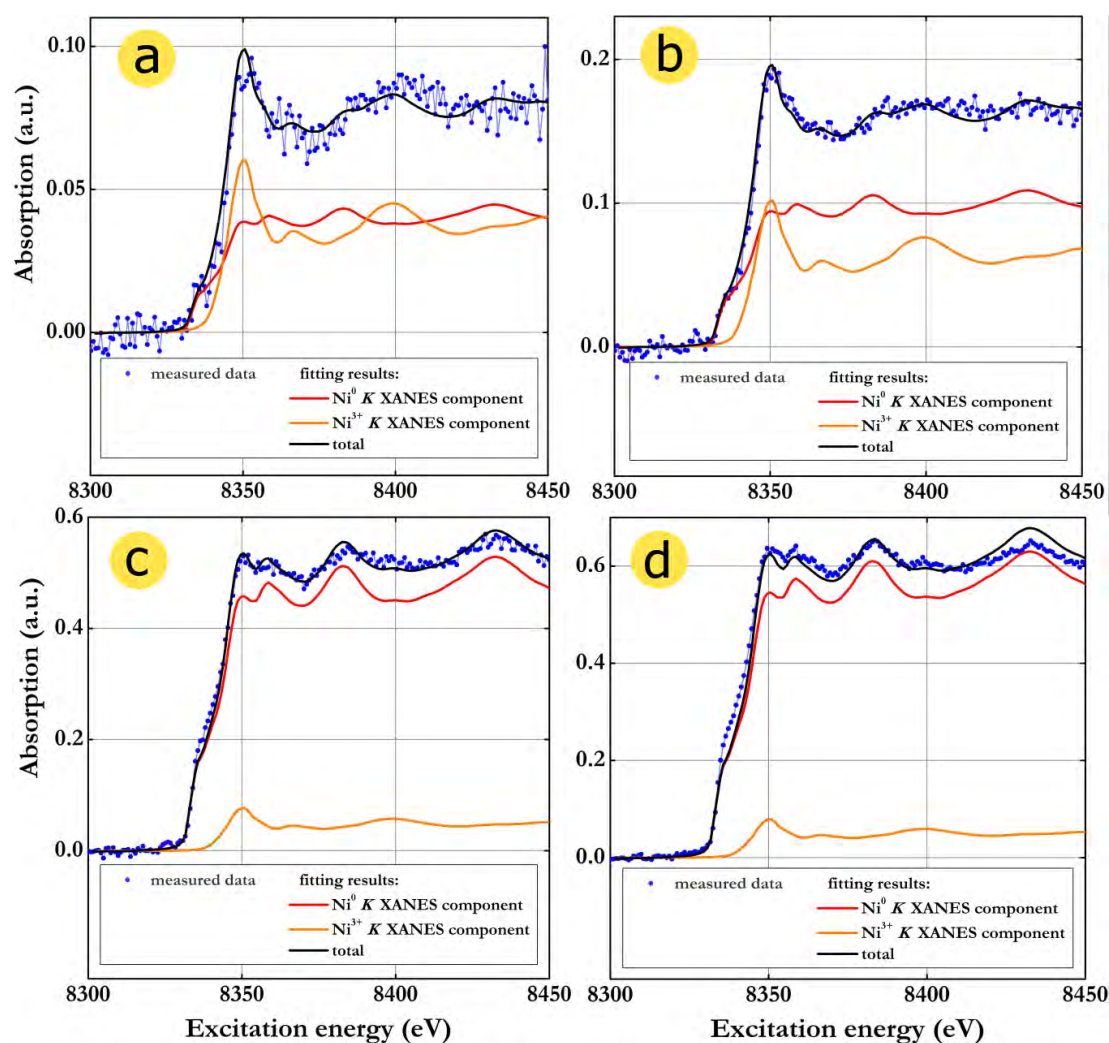 a
0.10
0.05
0.00
Absorption (a.u.)
measured data
fitting results:
Ni⁰ K XANES component
Ni³⁺ K XANES component
total
8300 8350 8400 8450
b
0.2
0.1
0.0
measured data
fitting results:
Ni⁰ K XANES component
Ni³⁺ K XANES component
total
8300 8350 8400 8450
c
0.6
0.4
0.2
0.0
Absorption (a.u.)
measured data
fitting results:
Ni⁰ K XANES component
Ni³⁺ K XANES component
total
8300 8350 8400 8450
Excitation energy (eV)
d
0.6
0.4
0.2
0.0
measured data
fitting results:
Ni⁰ K XANES component
Ni³⁺ K XANES component
total
8300 8350 8400 8450
Excitation energy (eV)